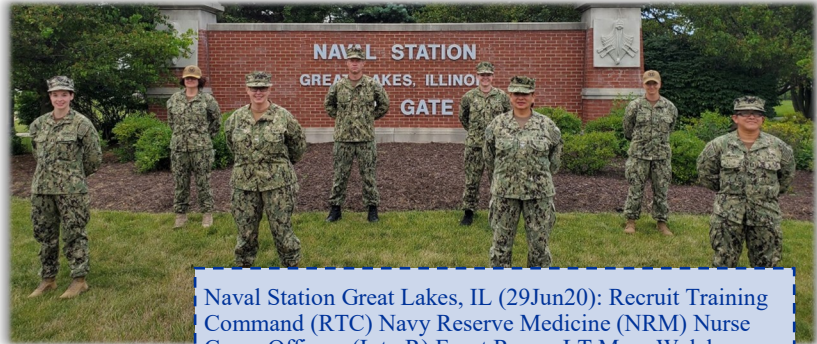 NAVAL STATION
GREAT LAKES, ILLINOI
GATE
Naval Station Great Lakes, IL (29Jun20): Recruit Training
Command (RTC) Navy Reserve Medicine (NRM) Nurse